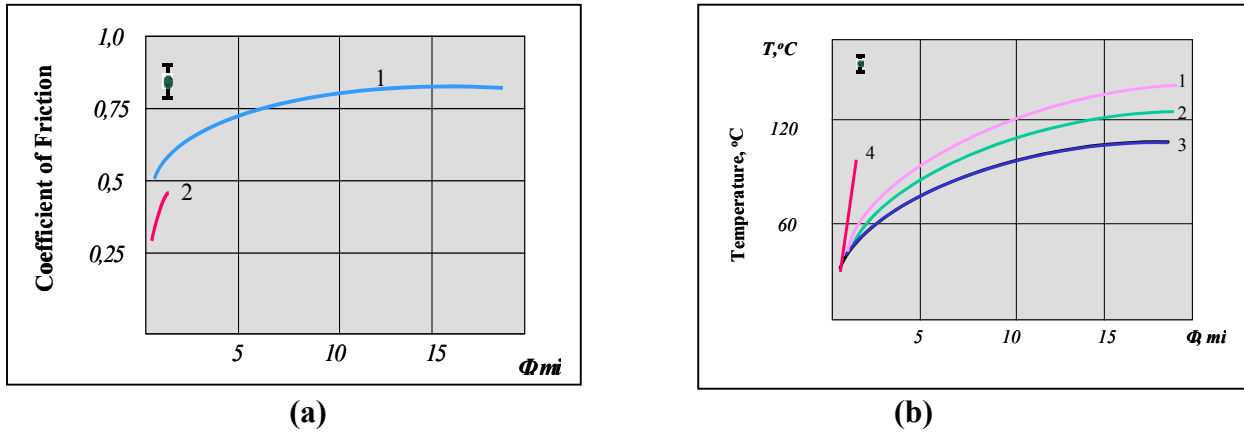 1,0
Coefficient of Friction
0,75
0,5
0,25
1
2
5
10
15
Φ, mi
(a)
T, °C
Temperature, °C
120
60
1
2
3
4
5
10
15
Φ, mi
(b)